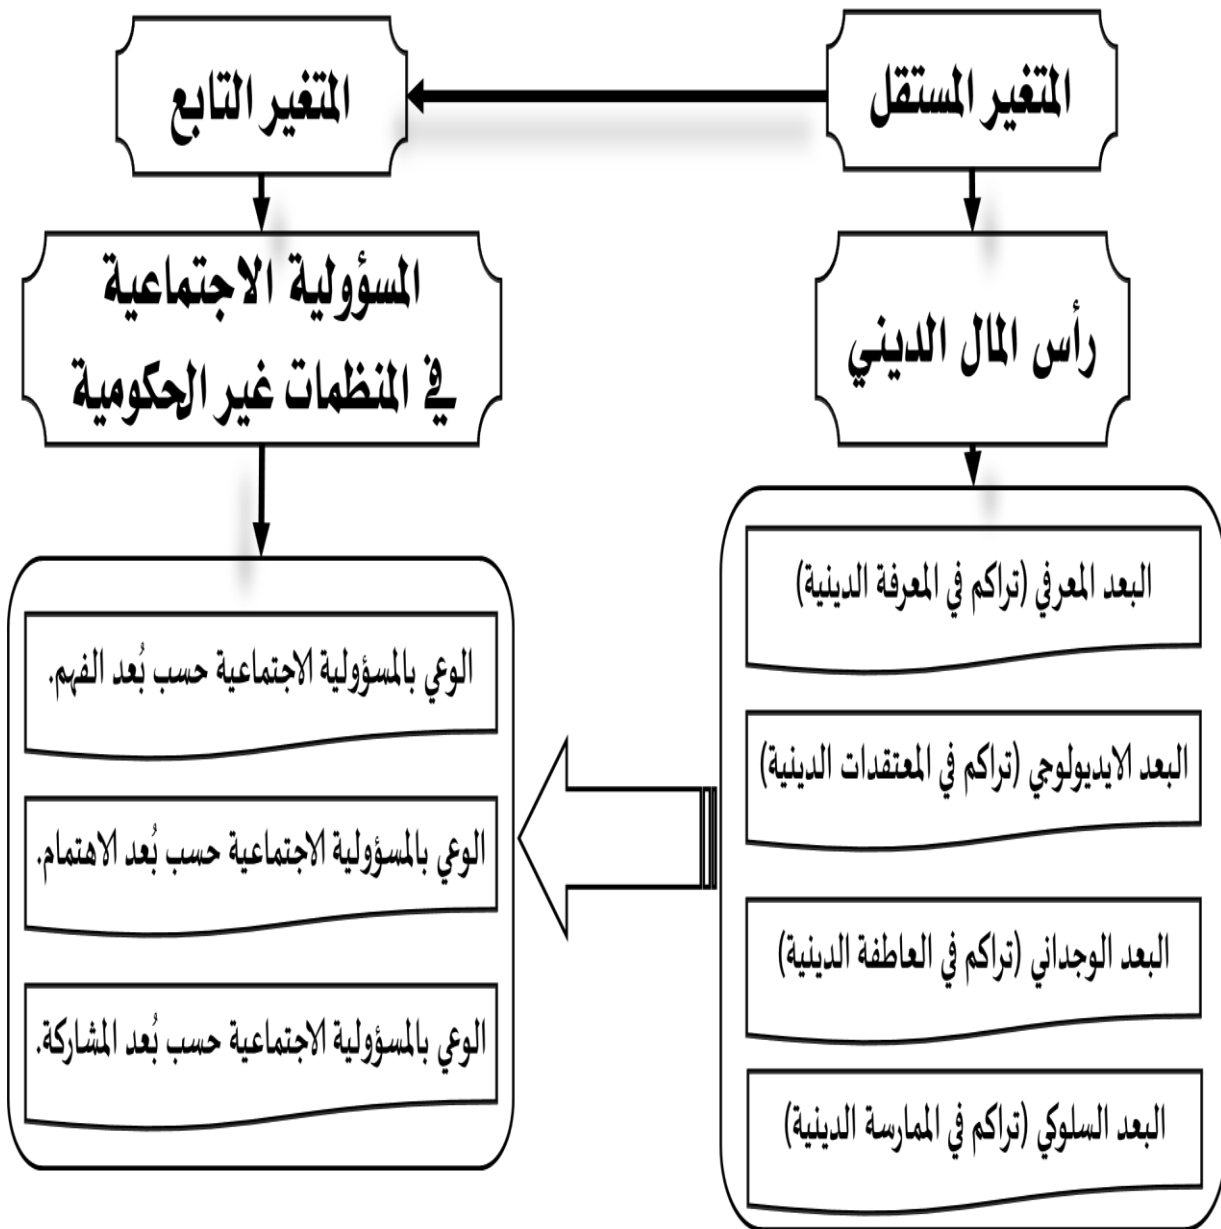 المتغير المستقل
المتغير التابع
رأس المال الديني
المسؤولية الاجتماعية
في المنظمات غير الحكومية
البعد المعرفي (تراكم في المعرفة الدينية)
البعد الايديولوجي (تراكم في المعتقدات الدينية)
البعد الوجداني (تراكم في العاطفة الدينية)
البعد السلوكي (تراكم في الممارسة الدينية)
الوعي بالمسؤولية الاجتماعية حسب بُعد الفهم.
الوعي بالمسؤولية الاجتماعية حسب بُعد الاهتمام.
الوعي بالمسؤولية الاجتماعية حسب بُعد المشاركة.